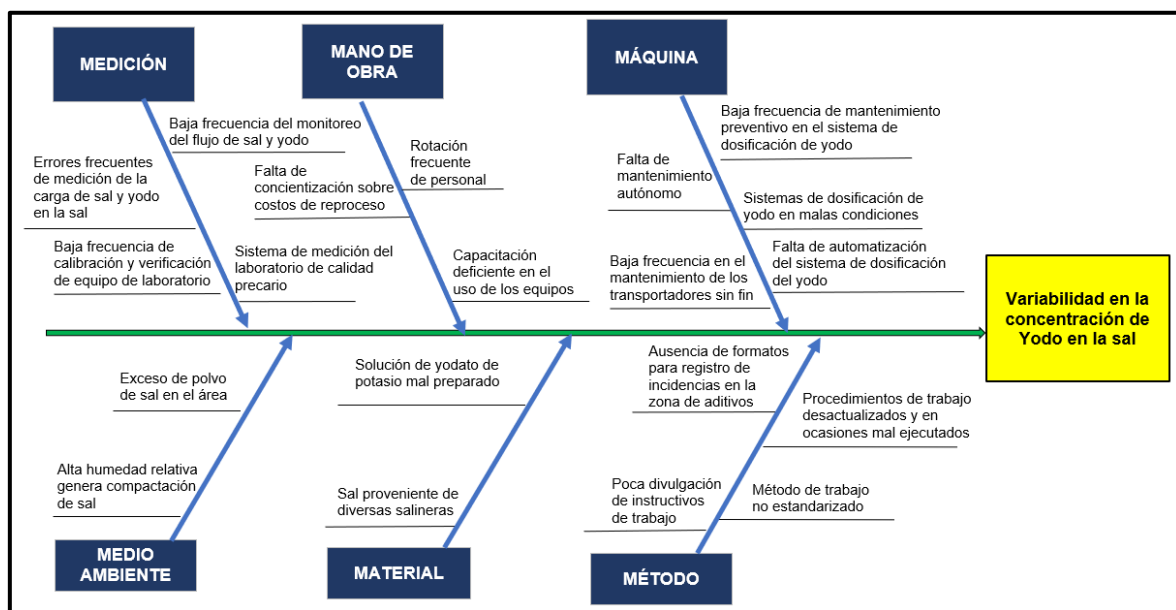 MEDICIÓN
MANO DE
OBRA
MÁQUINA
Baja frecuencia del monitoreo
del flujo de sal y yodo
Errores frecuentes
de medición de la
carga de sal y yodo
en la sal
Baja frecuencia de
calibración y verificación
de equipo de laboratorio
Sistema de medición del
laboratorio de calidad
precario
Falta de
concientización sobre
costos de reproceso
Rotación
frecuente
de personal
Capacitación
deficiente en el
uso de los equipos
Falta de
mantenimiento
autónomo
Baja frecuencia de mantenimiento
preventivo en el sistema de
dosificación de yodo
Sistemas de dosificación de
yodo en malas condiciones
Baja frecuencia en el
mantenimiento de los
transportadores sin fin
Falta de automatización
del sistema de dosificación
del yodo
Variabilidad en la
concentración de
Yodo en la sal
Exceso de polvo
de sal en el área
Alta humedad relativa
genera compactación
de sal
Solución de yodato de
potasio mal preparado
Sal proveniente de
diversas salineras
Ausencia de formatos
para registro de
incidencias en la
zona de aditivos
Procedimientos de trabajo
desactualizados y en
ocasiones mal ejecutados
Poca divulgación
de instructivos
de trabajo
Método de trabajo
no estandarizado
MEDIO
AMBIENTE
MATERIAL
MÉTODO